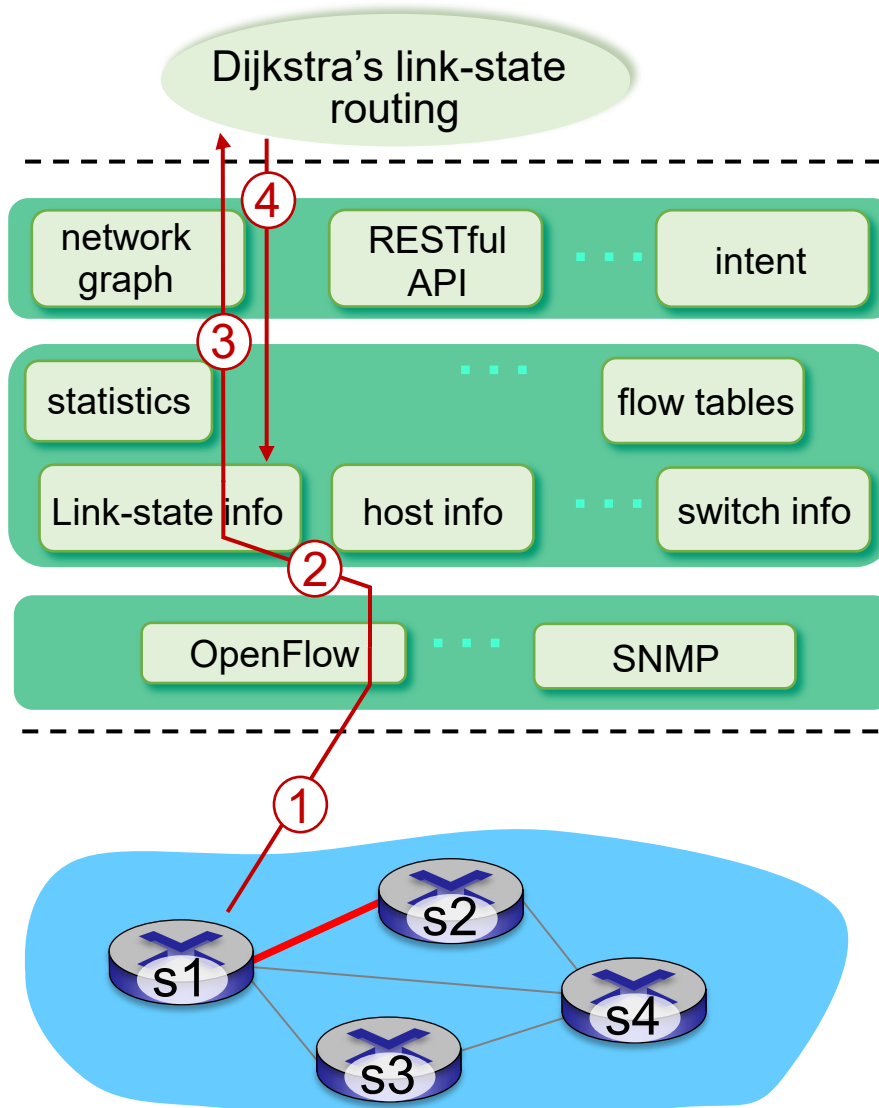 Dijkstra’s link-state
routing
4
network
graph
RESTful
API
intent
3
statistics
flow tables
Link-state info
host info
switch info
2
OpenFlow
SNMP
1
s2
s1
s4
s3